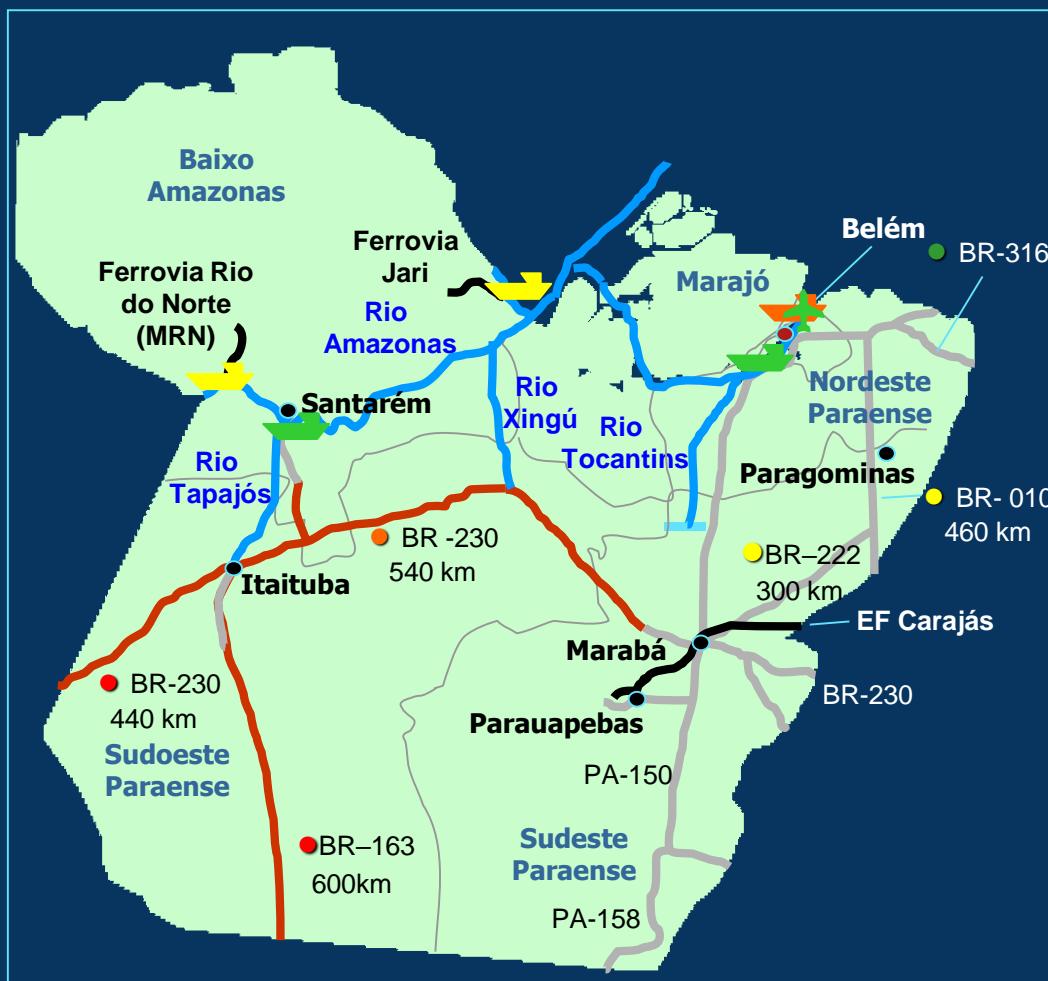 Baixo
Amazonas
Ferrovia Rio
do Norte
(MRN)
Ferrovia
Jari
Rio
Amazonas
Marajó
Belém
BR-316
Santarém
Rio
Xingú
Rio
Tocantins
Nordeste
Paraense
Rio
Tapajós
Paragominas
BR- 010
460 km
BR -230
540 km
BR–222
300 km
Itaituba
EF Carajás
Marabá
BR-230
440 km
BR-230
Parauapebas
Sudoeste
Paraense
PA-150
BR–163
600km
Sudeste
Paraense
PA-158